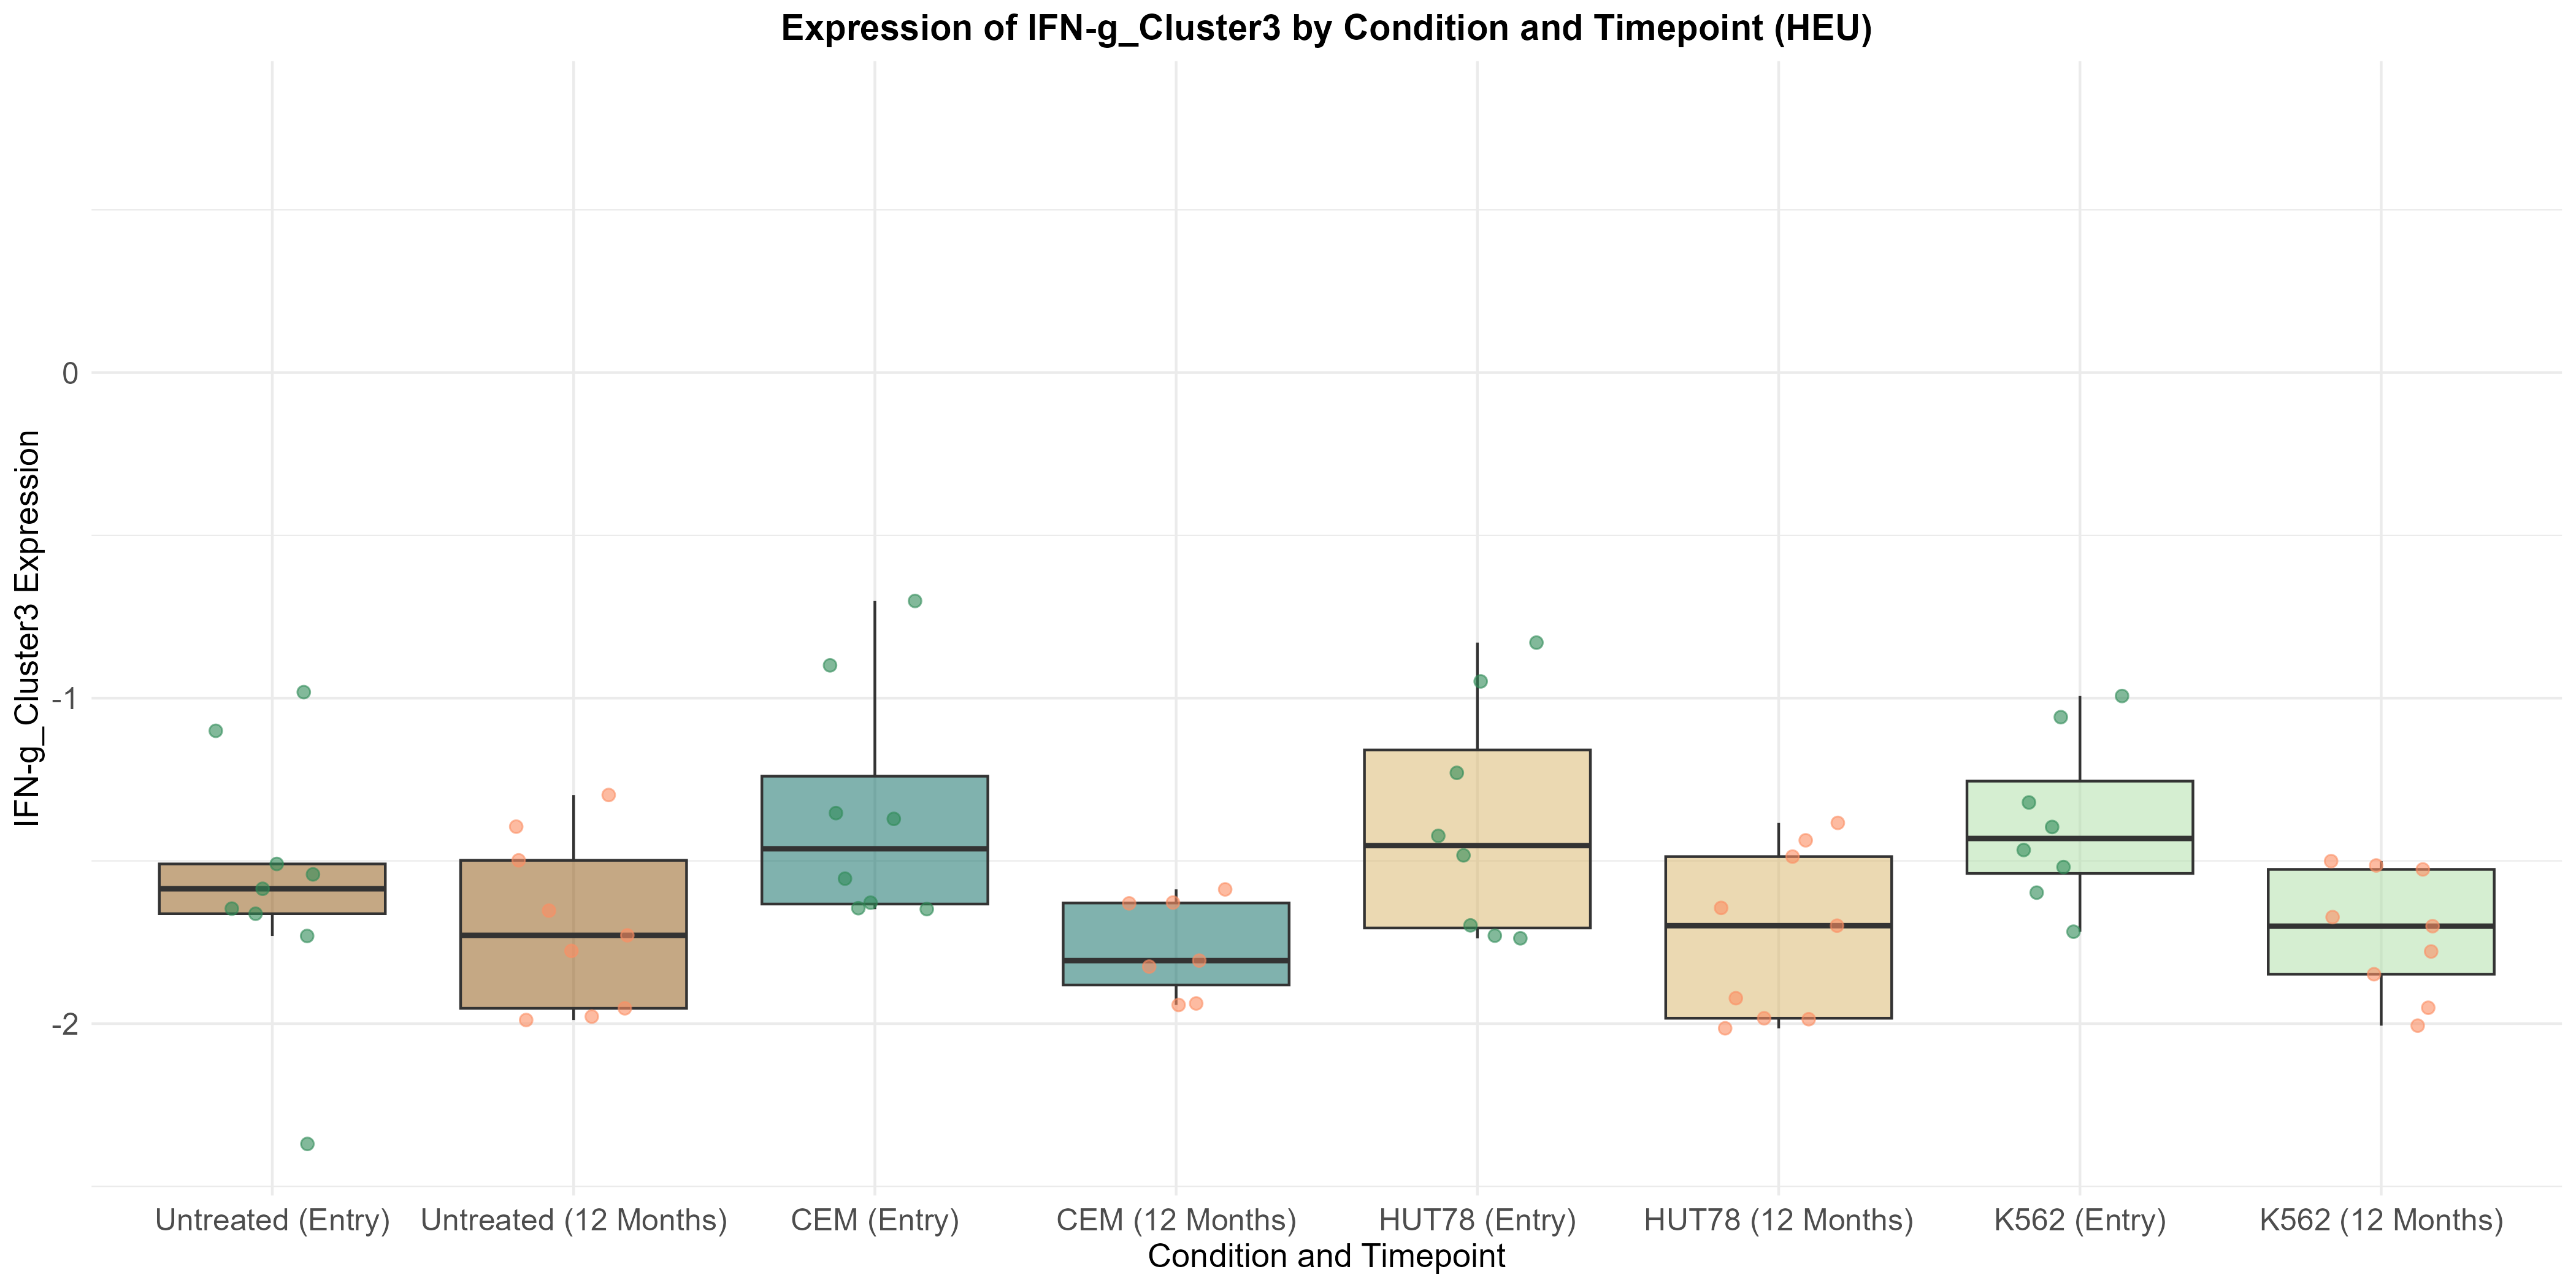 Expression of IFN-g_Cluster3 by Condition and Timepoint (HEU)
IFN-g_Cluster3 Expression
0
-1
-2
Untreated (Entry)
Untreated (12 Months)
CEM (Entry)
CEM (12 Months)
HUT78 (Entry)
HUT78 (12 Months)
K562 (Entry)
K562 (12 Months)
Condition and Timepoint